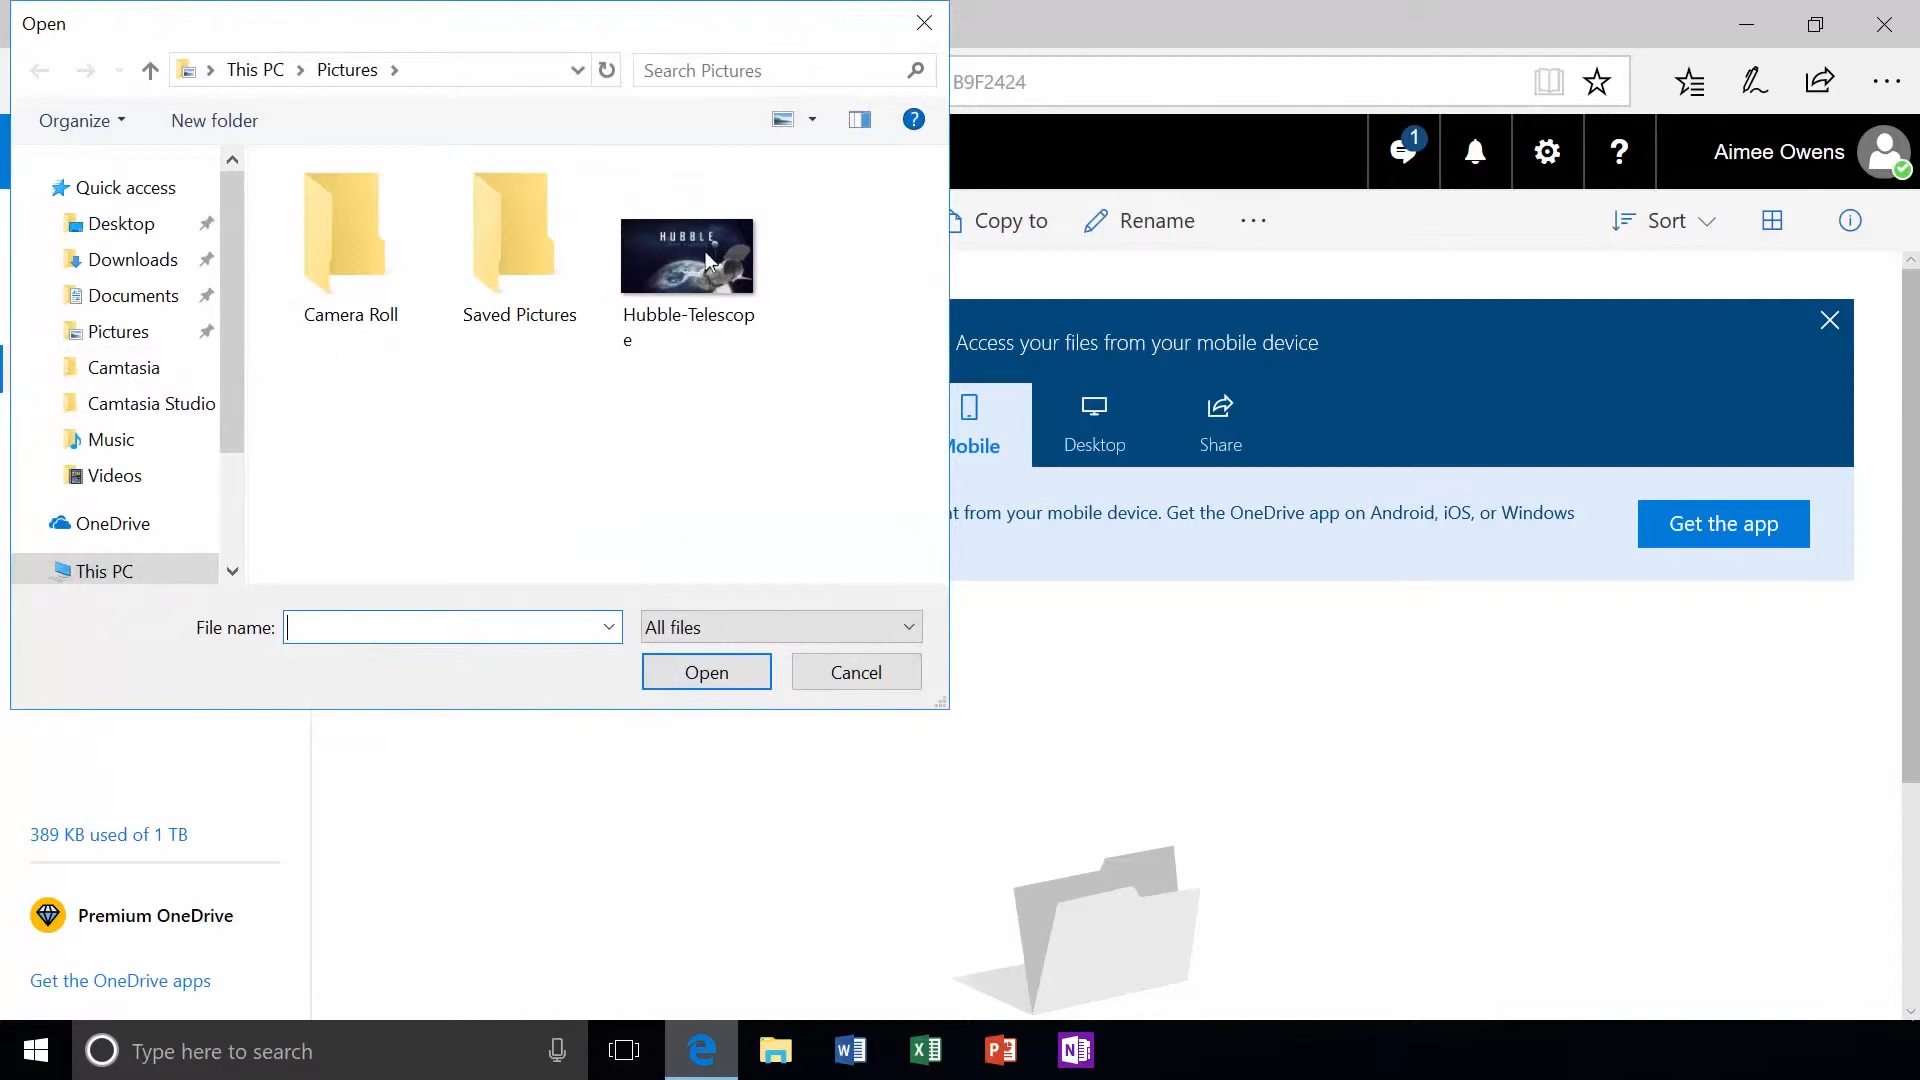 Open
This PC > Pictures >
Search Pictures
B9F2424
Organize
New folder
?
1
?
Aimee Owens
Copy to
Rename
Sort
Quick access
Desktop
Downloads
Documents
Pictures
Camtasia
Camtasia Studio
Music
Videos
OneDrive
This PC
HUBBLE
Camera Roll
Saved Pictures
Hubble-Telescop
e
Access your files from your mobile device
Mobile
Desktop
Share
from your mobile device. Get the OneDrive app on Android, iOS, or Windows
Get the app
File name:
All files
Open
Cancel
389 KB used of 1 TB
Premium OneDrive
Get the OneDrive apps
Type here to search